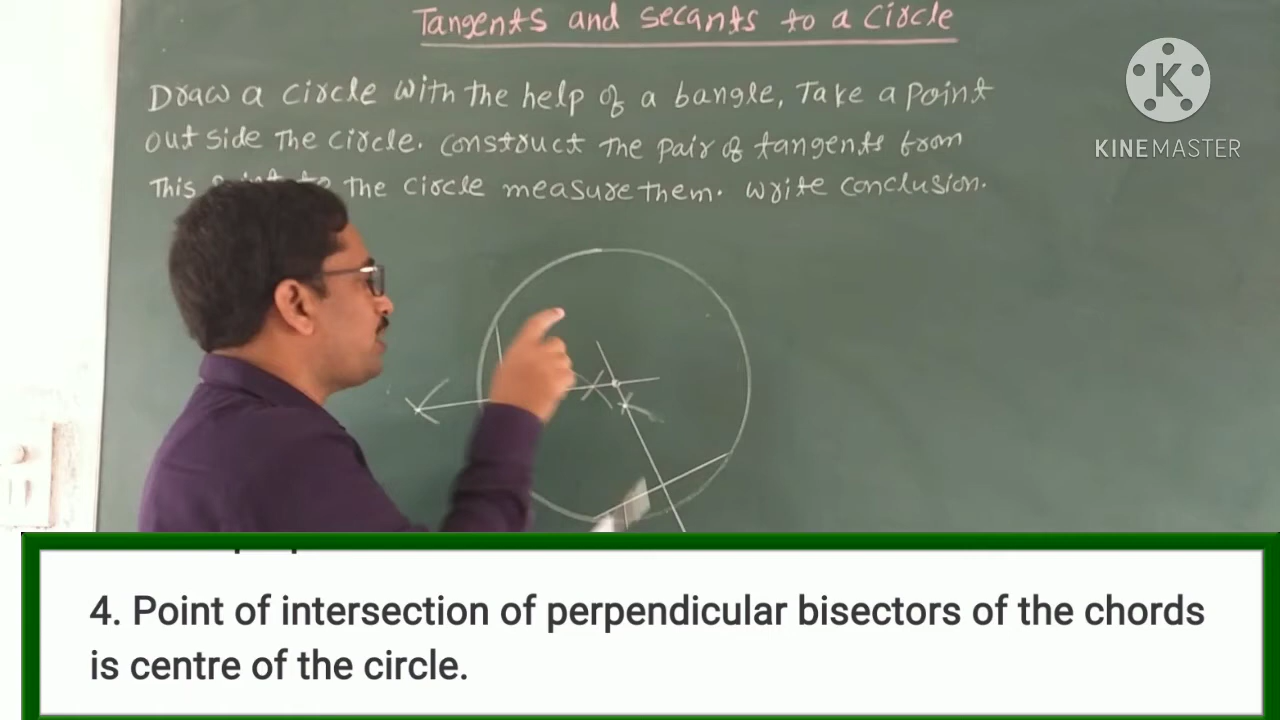 Tangents and secants to a circle
Draw a circle with the help of a bangle, Take a point
out side The circle. construct The pair of tangents from
This to The circle measure them. write conclusion.
K
KINEMASTER
4. Point of intersection of perpendicular bisectors of the chords
is centre of the circle.